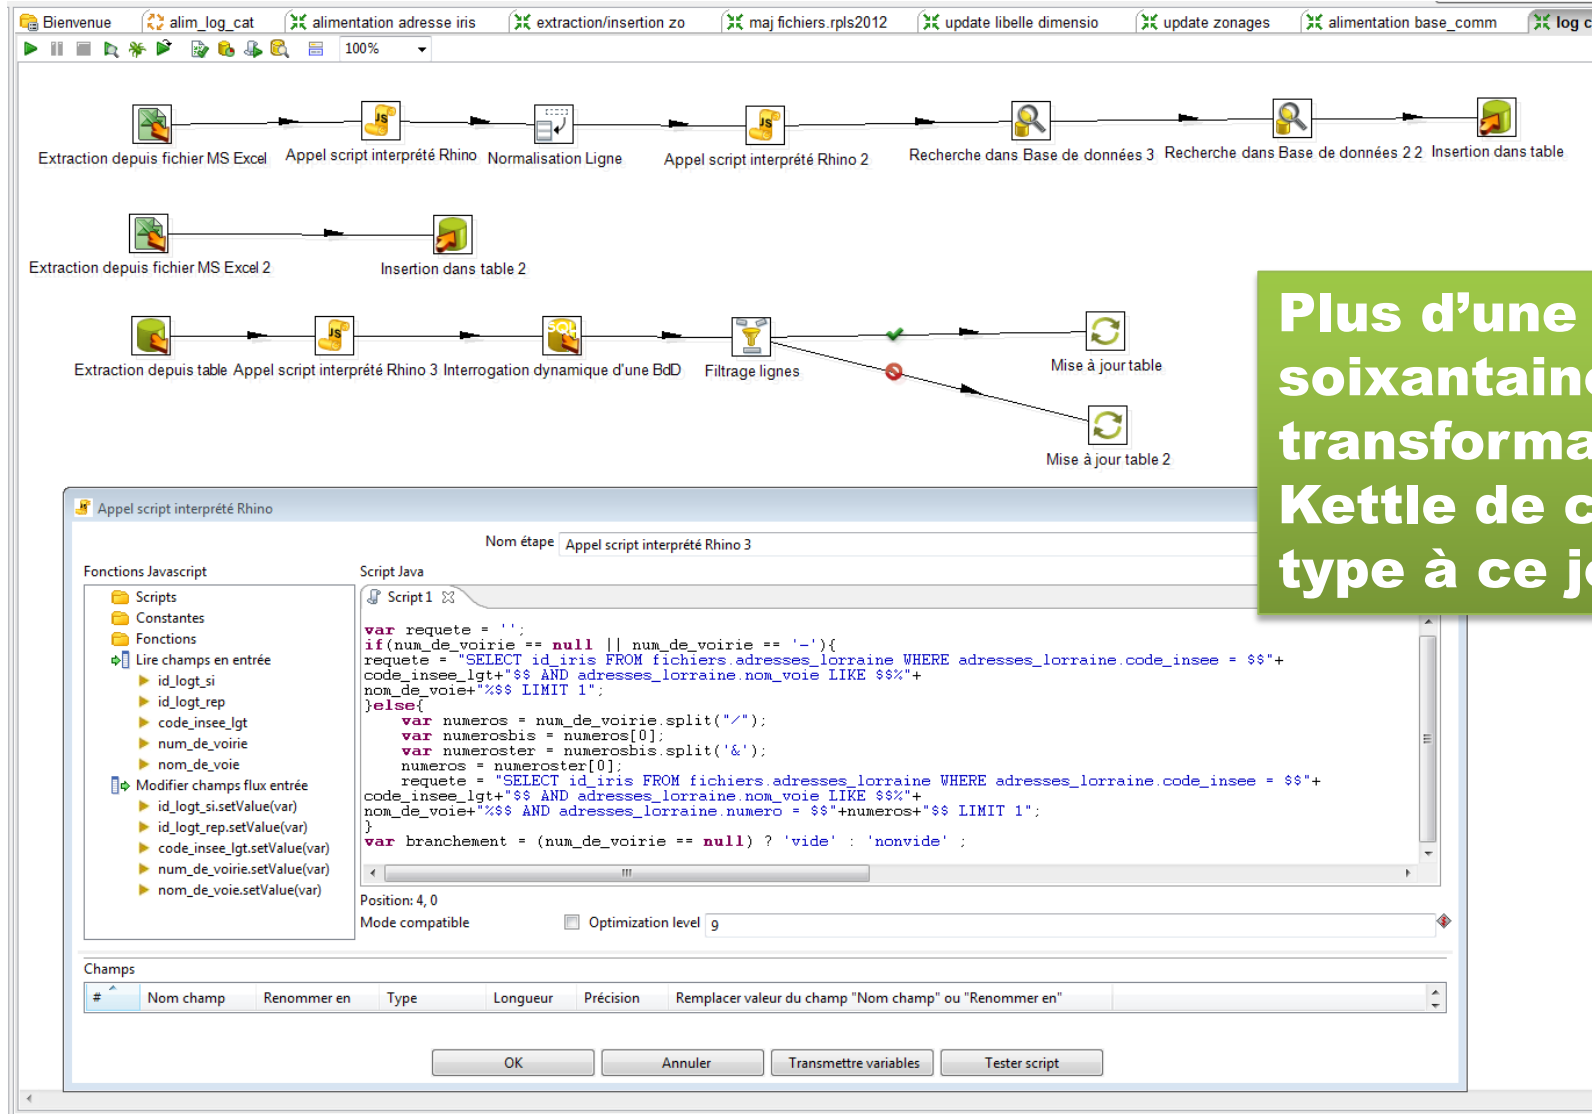 Bienvenue alim_log_cat alimentation adresse iris extraction/insertion zo maj fichiers.rpls2012 update libelle dimensio update zonages alimentation base_comm log c
100%
Extraction depuis fichier MS Excel Appel script interprété Rhino Normalisation Ligne Appel script interprété Rhino 2 Recherche dans Base de données 3 Recherche dans Base de données 2 2 Insertion dans table
Extraction depuis fichier MS Excel 2 Insertion dans table 2
Extraction depuis table Appel script interprété Rhino 3 Interrogation dynamique d'une BdD Filtrage lignes Mise à jour table
Mise à jour table 2
Plus d'une
soixantaine
transforma
Kettle de c
type à ce jo
Appel script interprété Rhino
Nom étape Appel script interprété Rhino 3
Fonctions Javascript
Scripts
Constantes
Fonctions
Lire champs en entrée
id_logt_si
id_logt_rep
code_insee_lgt
num_de_voirie
nom_de_voie
Modifier champs flux entrée
id_logt_si.setValue(var)
id_logt_rep.setValue(var)
code_insee_lgt.setValue(var)
num_de_voirie.setValue(var)
nom_de_voie.setValue(var)
Script Java
Script 1
var requete = '';
if(num_de_voirie == null || num_de_voirie == '-'){
requete = "SELECT id_iris FROM fichiers.adresses_lorraine WHERE adresses_lorraine.code_insee = $$"+
code_insee_lgt+"$$ AND adresses_lorraine.nom_voie LIKE $$%"+
nom_de_voie+"%$$ LIMIT 1";
}else{
var numeros = num_de_voirie.split("/");
var numerosbis = numeros[0];
var numeroster = numerosbis.split('&');
numeros = numeroster[0];
requete = "SELECT id_iris FROM fichiers.adresses_lorraine WHERE adresses_lorraine.code_insee = $$"+
code_insee_lgt+"$$ AND adresses_lorraine.nom_voie LIKE $$%"+
nom_de_voie+"%$$ AND adresses_lorraine.numero = $$"+numeros+"$$ LIMIT 1";
}
var branchement = (num_de_voirie == null) ? 'vide' : 'nonvide' ;
Position: 4, 0
Mode compatible Optimization level 9
Champs
# Nom champ Renommer en Type Longueur Précision Remplacer valeur du champ "Nom champ" ou "Renommer en"
OK Annuler Transmettre variables Tester script